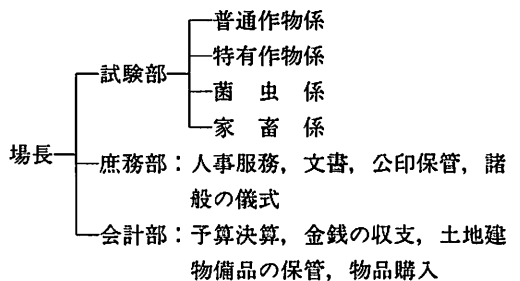 普通作物係
特有作物係
試験部
菌虫係
家畜係
場長
庶務部：人事服務，文書，公印保管，諸
般の儀式
会計部：予算決算，金銭の収支，土地建
物備品の保管，物品購入